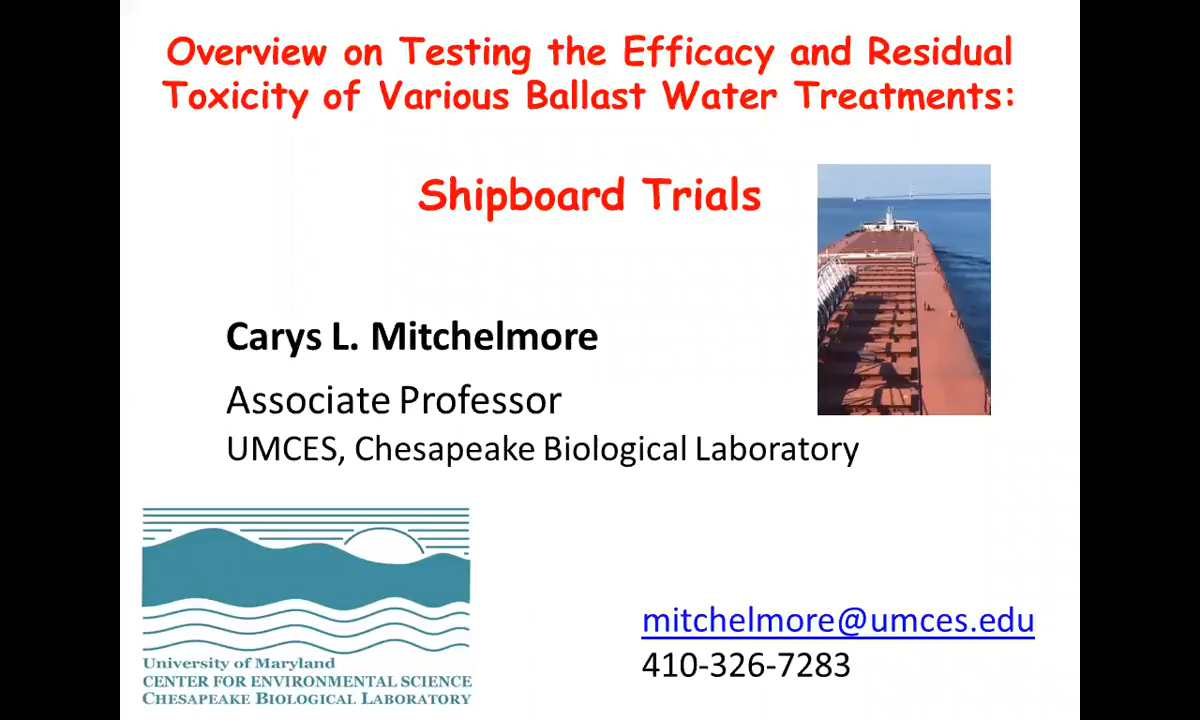 Overview on Testing the Efficacy and Residual
Toxicity of Various Ballast Water Treatments:
Shipboard Trials
Carys L. Mitchelmore
Associate Professor
UMCES, Chesapeake Biological Laboratory
University of Maryland
CENTER FOR ENVIRONMENTAL SCIENCE
CHESAPEAKE BIOLOGICAL LABORATORY
mitchelmore@umces.edu
410-326-7283